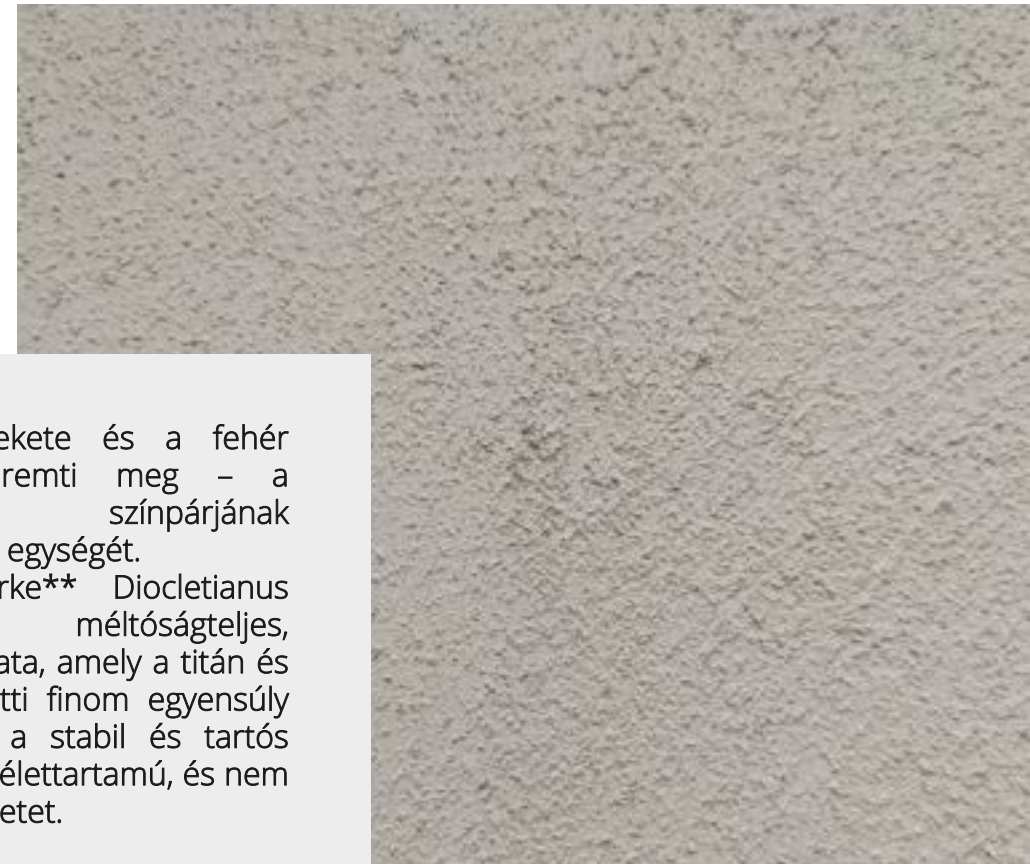 ekete és a fehér
remti meg – a
színpárjának
egységét.
rke** Diocletianus
méltóságteljes,
ata, amely a titán és
tti finom egyensúly
a stabil és tartós
élettartamú, és nem
etet.